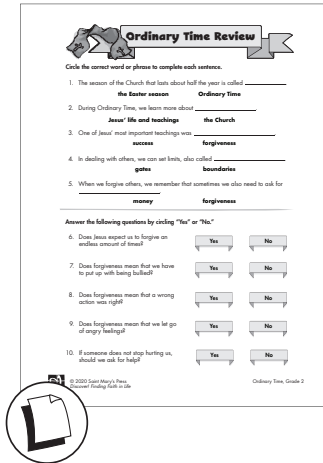 Ordinary Time Review
Circle the correct word or phrase to complete each sentence.
1. The season of the Church that lasts about half the year is called
the Easter season Ordinary Time
2. During Ordinary Time, we learn more about .
Jesus' life and teachings the Church
3. One of Jesus' most important teachings was .
success forgiveness
4. In dealing with others, we can set limits, also called
gates boundaries
5. When we forgive others, we remember that sometimes we also need to ask for
.
money forgiveness
Answer the following questions by circling "Yes" or "No."
6. Does Jesus expect us to forgive an
endless amount of times?
Yes No
7. Does forgiveness mean that we have
to put up with being bullied?
Yes No
8. Does forgiveness mean that a wrong
action was right?
Yes No
9. Does forgiveness mean that we let go
of angry feelings?
Yes No
10. If someone does not stop hurting us,
should we ask for help?
Yes No
© 2020 Saint Mary's Press
Discover! Finding Faith in Life
Ordinary Time, Grade 2